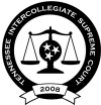 TENNESSEE INTERCOLLEGIATE SUPREME COURT
2008